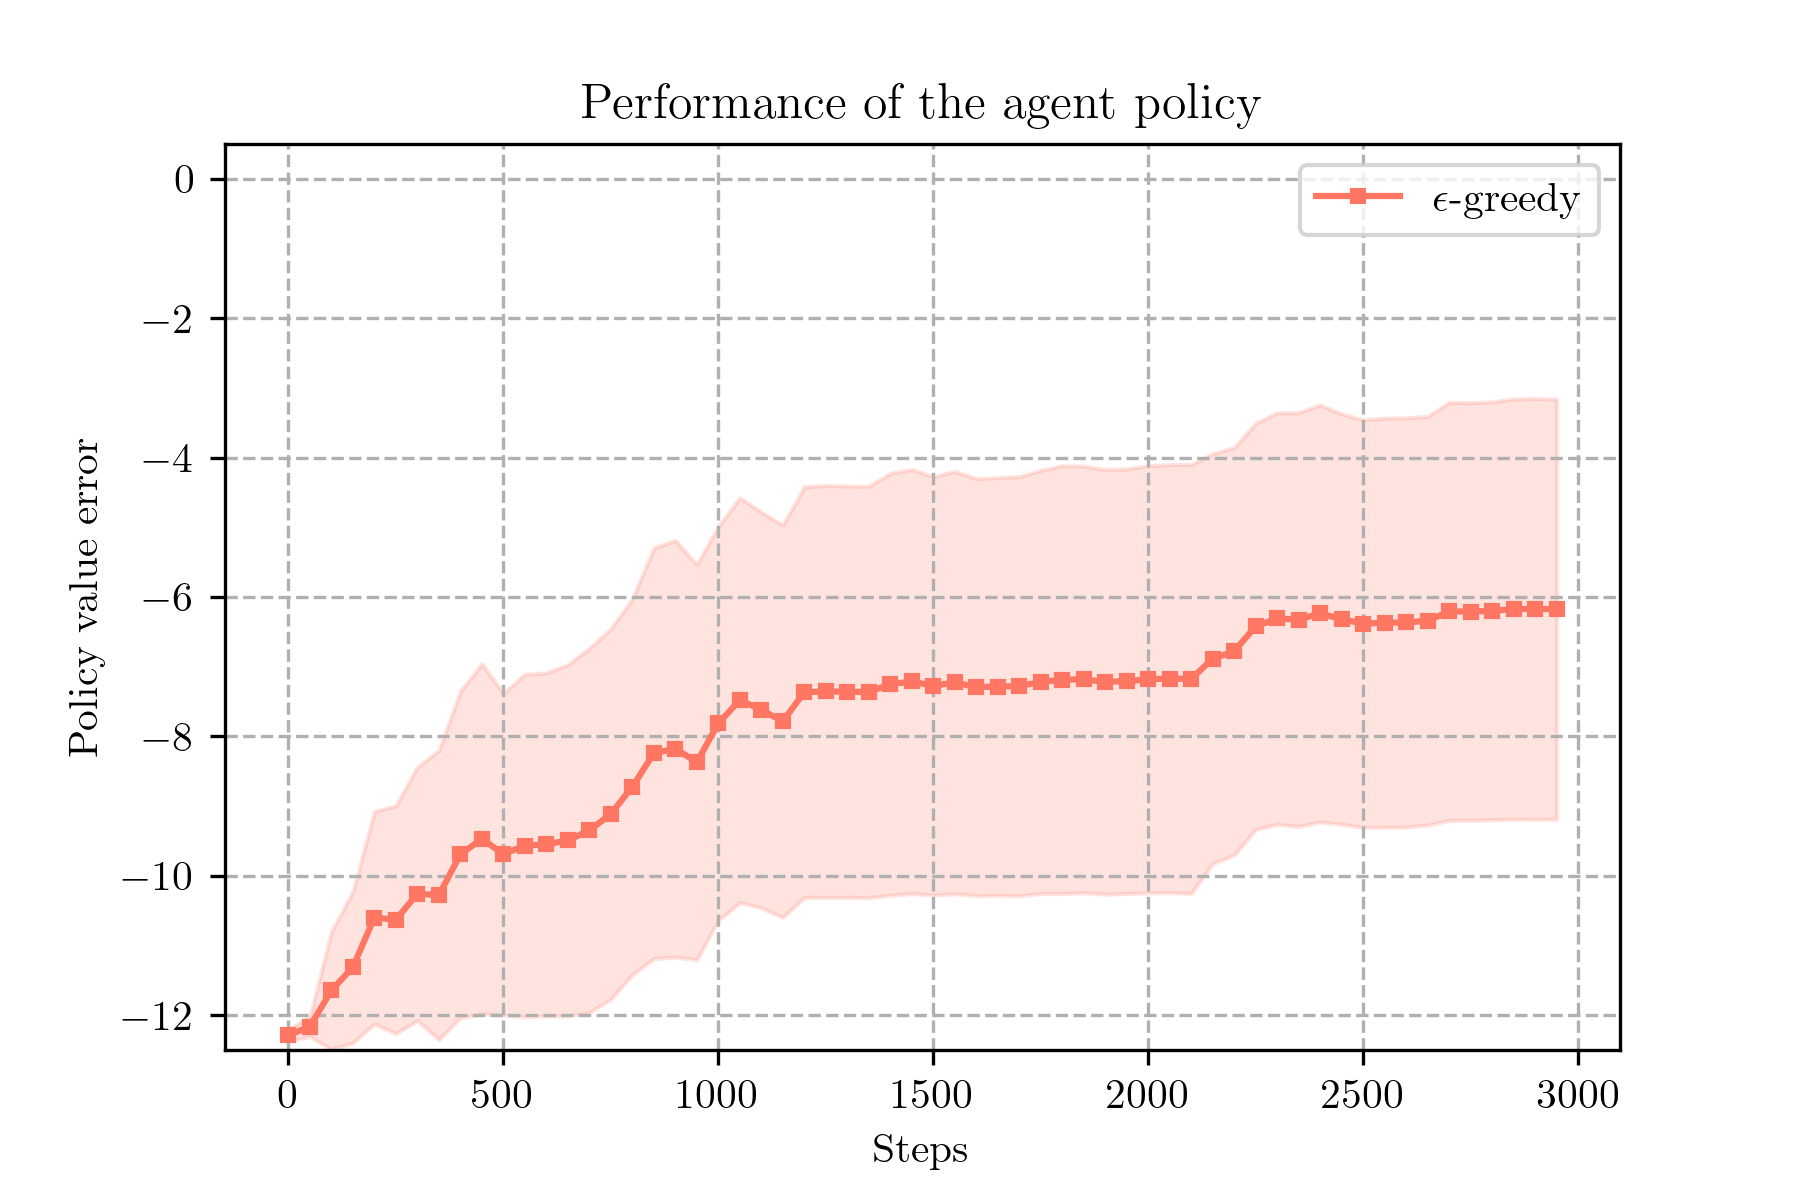 Performance of the agent policy
ϵ-greedy
0
−2
−4
−6
−8
−10
−12
Policy value error
0 500 1000 1500 2000 2500 3000
Steps